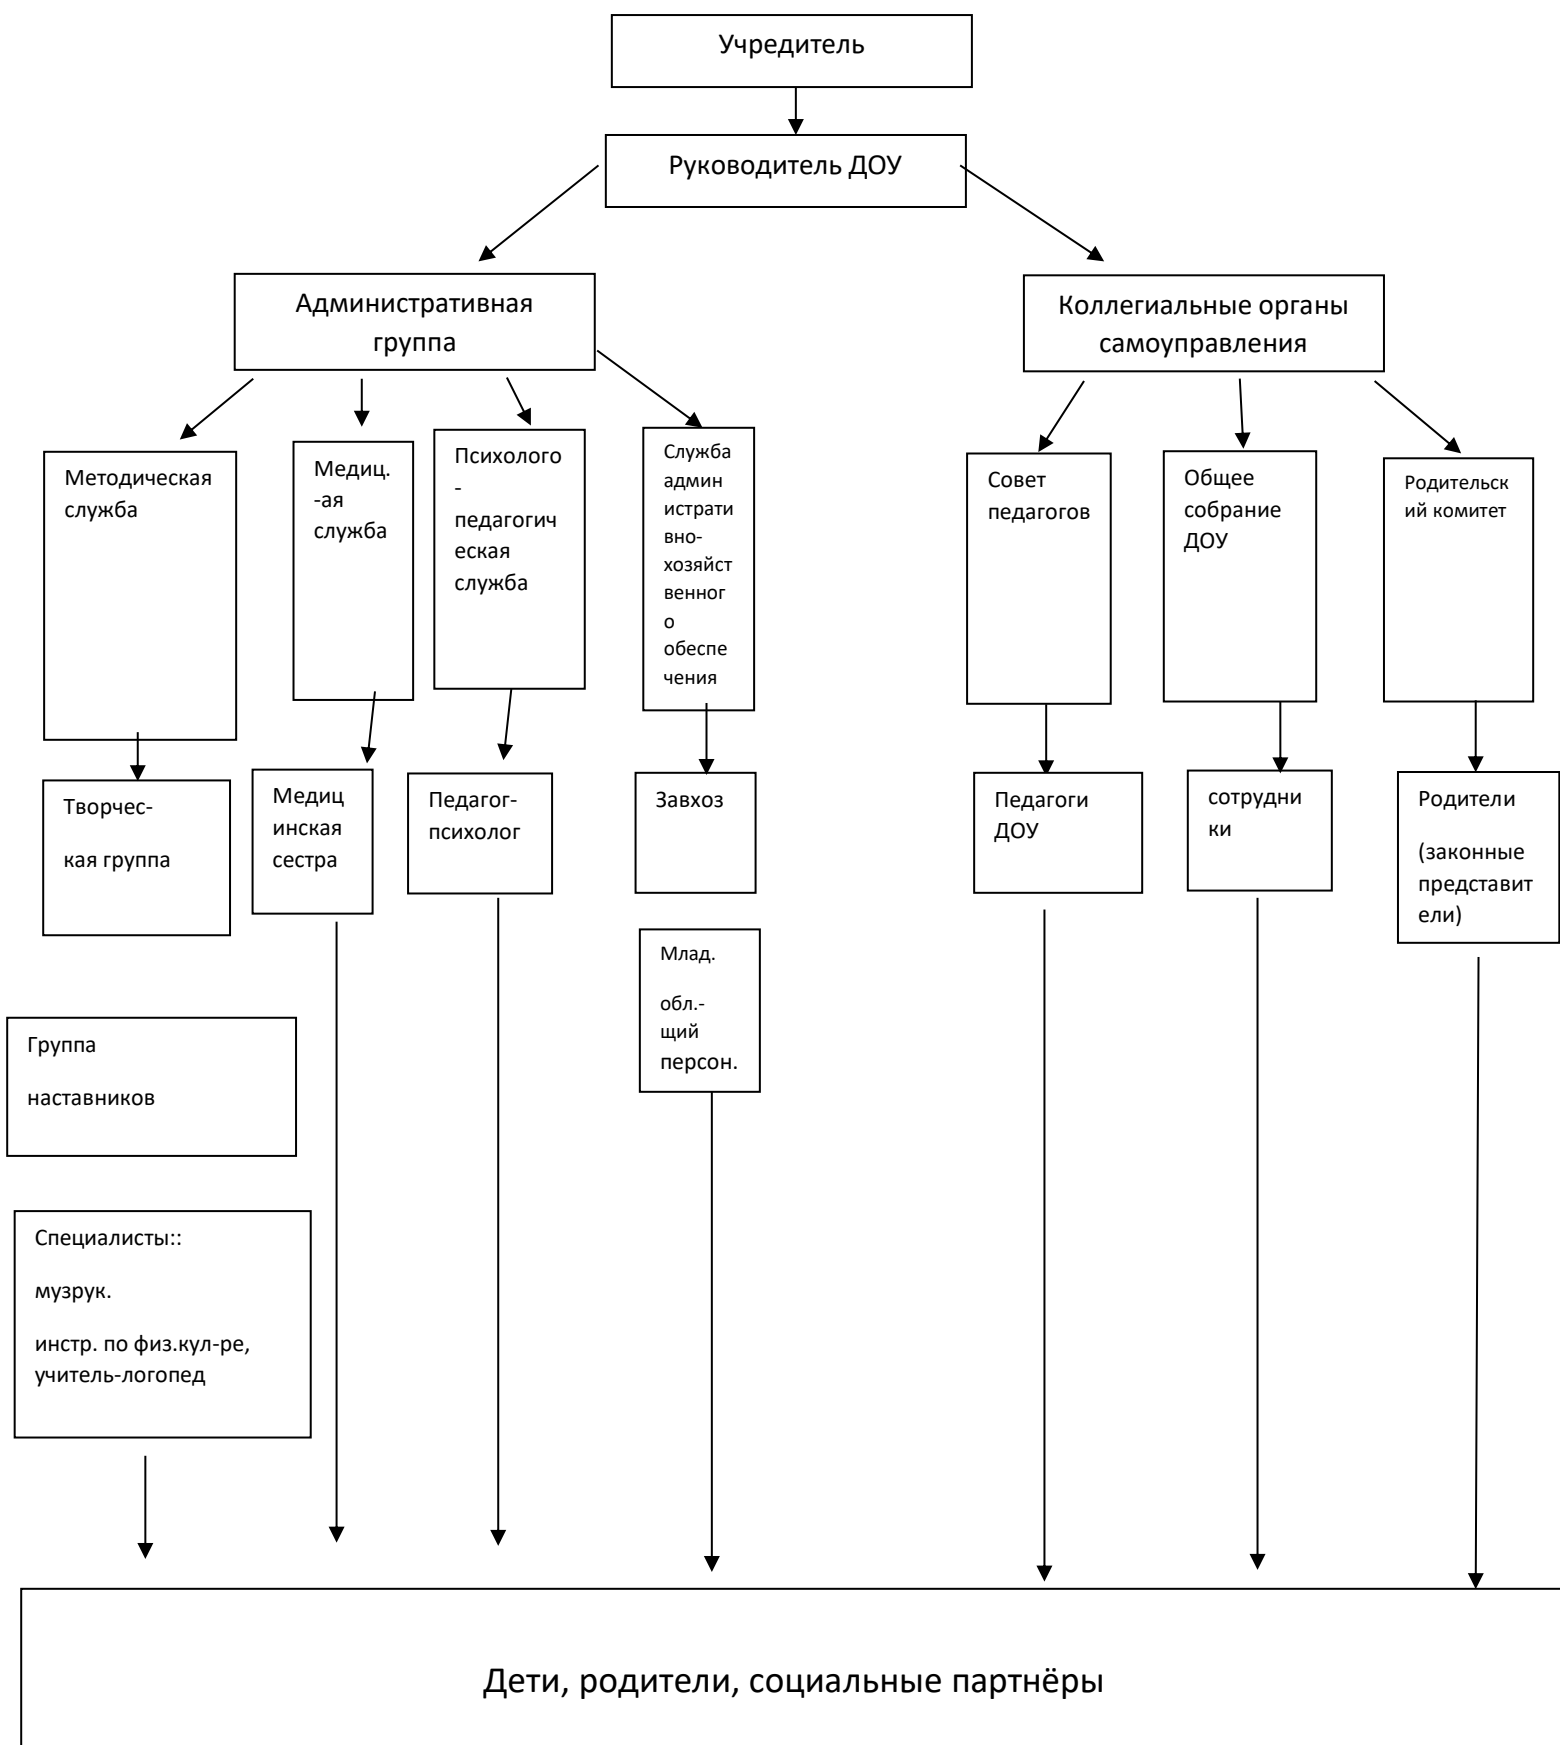 Учредитель
Руководитель ДОУ
Административная
группа
Коллегиальные органы
самоуправления
Методическая
служба
Медиц.
-ая
служба
Психолого
-
педагогич
еская
служба
Служба
админ
истрати
вно-
хозяйст
венног
о
обеспе
чения
Совет
педагогов
Общее
собрание
ДОУ
Родительск
ий комитет
Творчес-
кая группа
Медиц
инская
сестра
Педагог-
психолог
Завхоз
Педагоги
ДОУ
сотрудни
ки
Родители
(законные
представит
ели)
Млад.
обл.-
щий
персон.
Группа
наставников
Специалисты::
музрук.
инстр. по физ.кул-ре,
учитель-логопед
Дети, родители, социальные партнёры